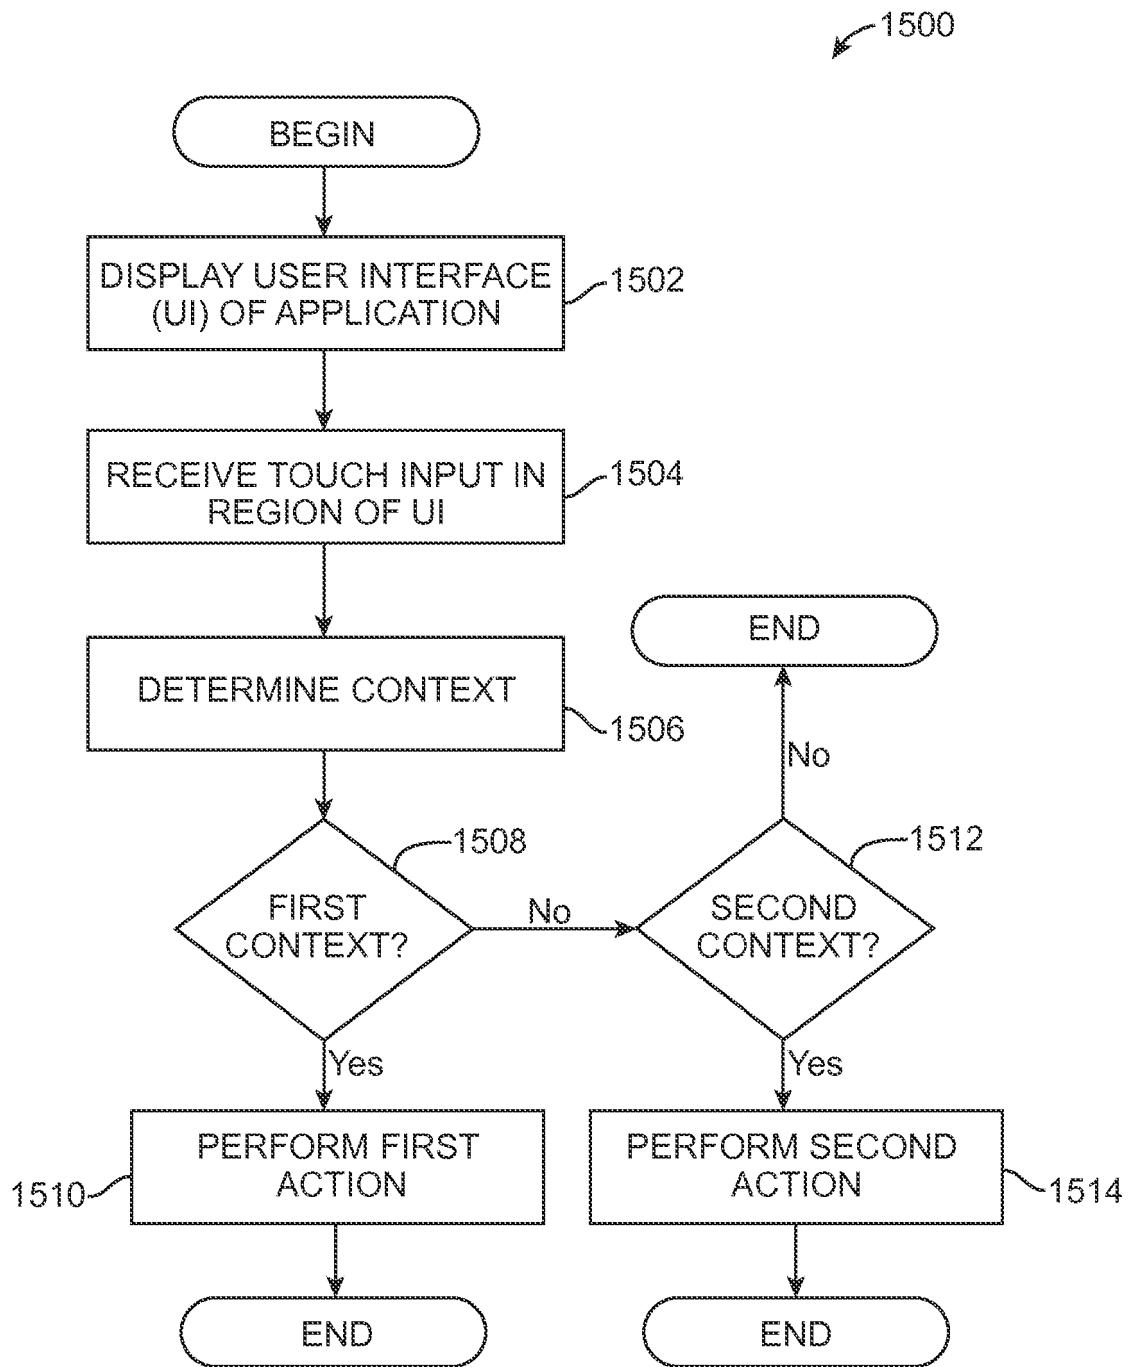 1500
BEGIN
DISPLAY USER INTERFACE
(UI) OF APPLICATION
1502
RECEIVE TOUCH INPUT IN
REGION OF UI
1504
END
DETERMINE CONTEXT
1506
No
1508
1512
FIRST
CONTEXT?
No
SECOND
CONTEXT?
Yes
Yes
PERFORM FIRST
ACTION
1510
PERFORM SECOND
ACTION
1514
END
END